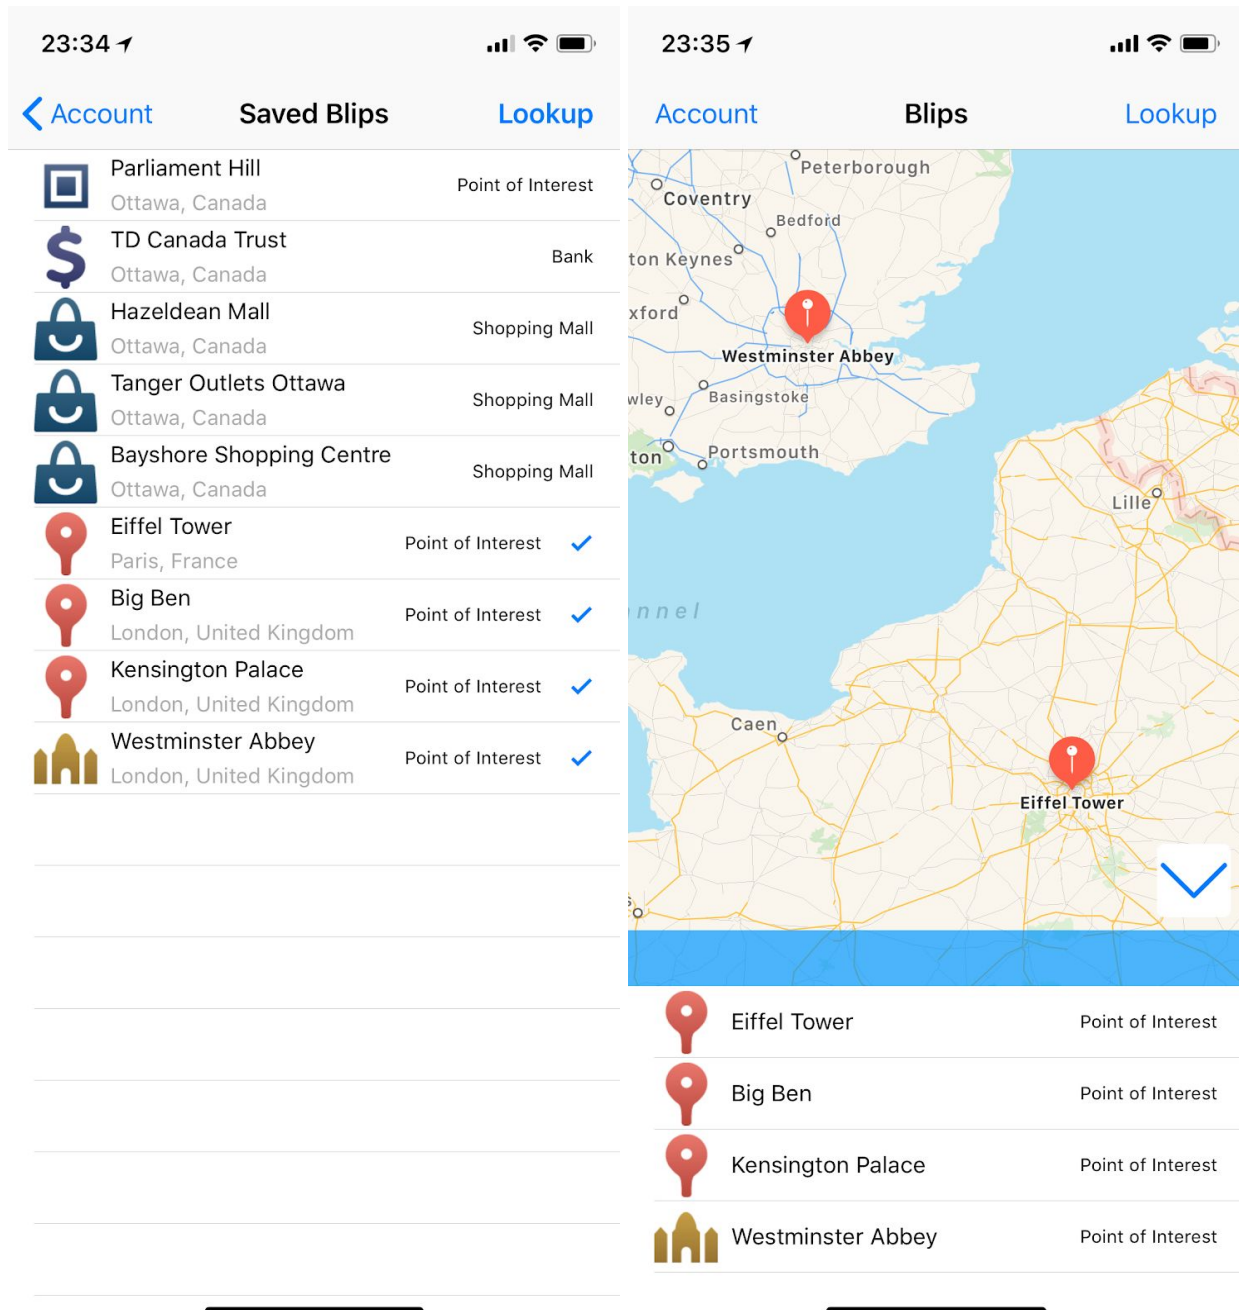 23:34
Account
Saved Blips
Lookup
Parliament Hill
Ottawa, Canada
Point of Interest
TD Canada Trust
Ottawa, Canada
Bank
Hazeldean Mall
Ottawa, Canada
Shopping Mall
Tanger Outlets Ottawa
Ottawa, Canada
Shopping Mall
Bayshore Shopping Centre
Ottawa, Canada
Shopping Mall
Eiffel Tower
Paris, France
Point of Interest
Big Ben
London, United Kingdom
Point of Interest
Kensington Palace
London, United Kingdom
Point of Interest
Westminster Abbey
London, United Kingdom
Point of Interest
23:35
Account
Blips
Lookup
Peterborough
Coventry
Bedford
ton Keynes
xford
Westminster Abbey
wley
Basingstoke
ton
Portsmouth
Lille
nnel
Caen
Eiffel Tower
s
Eiffel Tower
Point of Interest
Big Ben
Point of Interest
Kensington Palace
Point of Interest
Westminster Abbey
Point of Interest